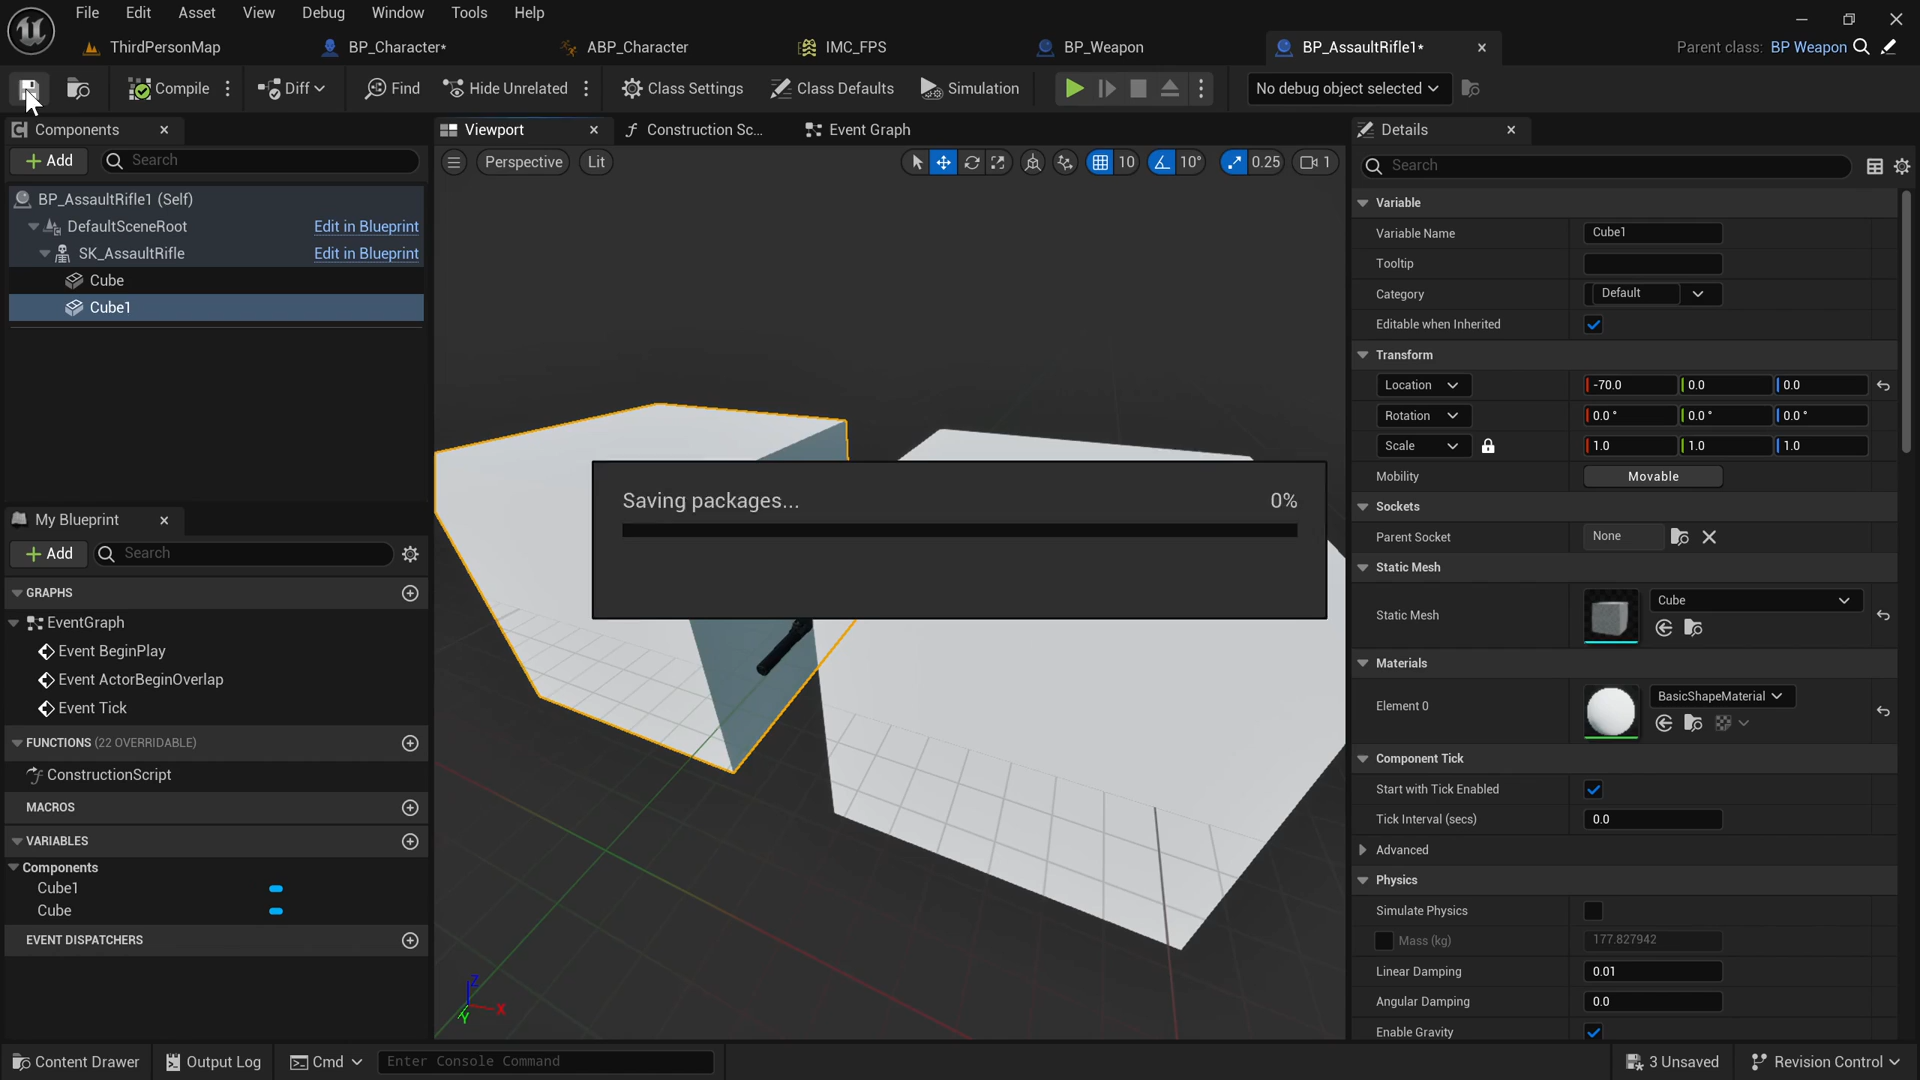 File Edit Asset View Debug Window Tools Help
ThirdPersonMap BP_Character* ABP_Character IMC_FPS BP_Weapon BP_AssaultRifle1* Parent class: BP Weapon
Compile Diff Find Hide Unrelated Class Settings Class Defaults Simulation No debug object selected
Components
Add Search
BP_AssaultRifle1 (Self)
DefaultSceneRoot Edit in Blueprint
SK_AssaultRifle Edit in Blueprint
Cube
Cube1
My Blueprint
Add Search
GRAPHS
EventGraph
Event BeginPlay
Event ActorBeginOverlap
Event Tick
FUNCTIONS (22 OVERRIDABLE)
ConstructionScript
MACROS
VARIABLES
Components
Cube1
Cube
EVENT DISPATCHERS
Viewport Construction Sc... Event Graph
Perspective Lit 10 10° 0.25 1
Saving packages... 0%
Z
X
Y
Details
Search
Variable
Variable Name Cube1
Tooltip
Category Default
Editable when Inherited
Transform
Location -70.0 0.0 0.0
Rotation 0.0° 0.0° 0.0°
Scale 1.0 1.0 1.0
Mobility Movable
Sockets
Parent Socket None
Static Mesh
Static Mesh Cube
Materials
Element 0 BasicShapeMaterial
Component Tick
Start with Tick Enabled
Tick Interval (secs) 0.0
Advanced
Physics
Simulate Physics
Mass (kg) 177.827942
Linear Damping 0.01
Angular Damping 0.0
Enable Gravity
Content Drawer Output Log Cmd Enter Console Command 3 Unsaved Revision Control